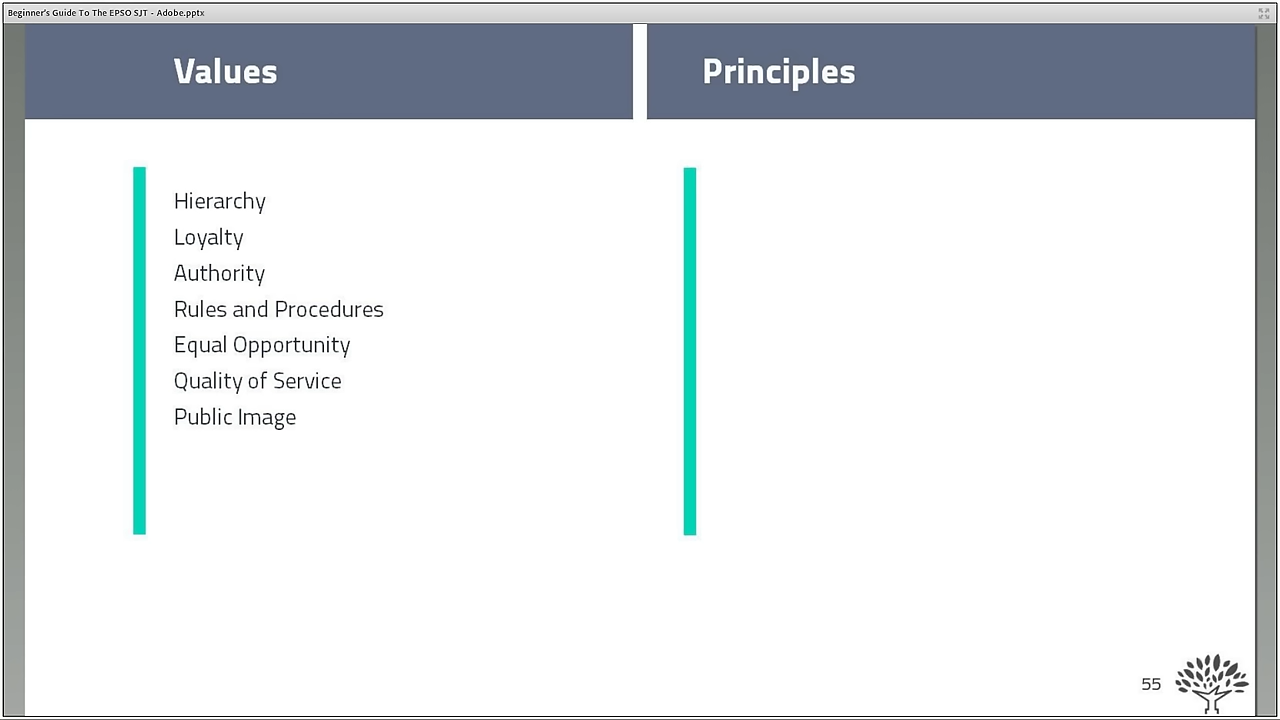 Beginner's Guide To The EPSO SJT - Adobe.pptx
Values
Principles
Hierarchy
Loyalty
Authority
Rules and Procedures
Equal Opportunity
Quality of Service
Public Image
55